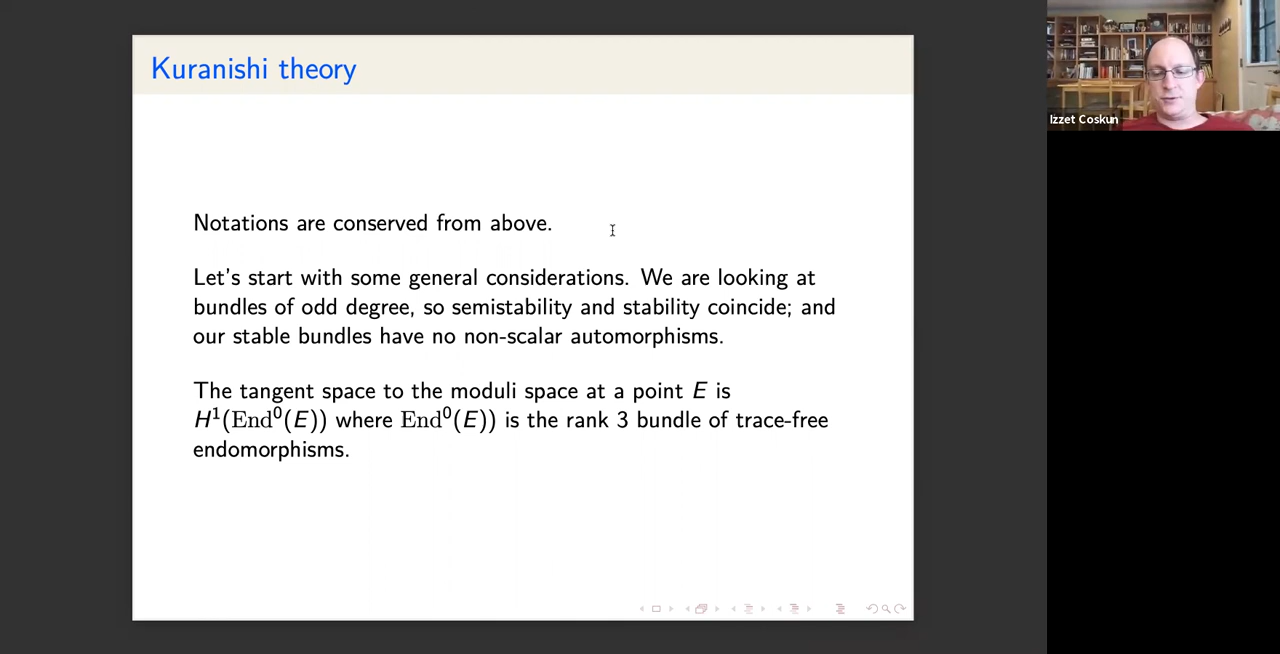 Kuranishi theory
Izzet Coskun
Notations are conserved from above.
Let's start with some general considerations. We are looking at
bundles of odd degree, so semistability and stability coincide; and
our stable bundles have no non-scalar automorphisms.
The tangent space to the moduli space at a point E is
H¹(End⁰(E)) where End⁰(E)) is the rank 3 bundle of trace-free
endomorphisms.